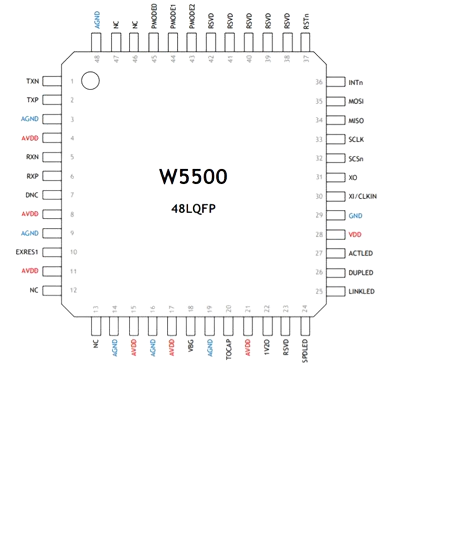 AGND NC NC PMODE0 PMODE1 PMODE2 RSVD RSVD RSVD RSVD RSVD RSTn
48 47 46 45 44 43 42 41 40 39 38 37
TXN 1 36 INTn
TXP 2 35 MOSI
AGND 3 34 MISO
AVDD 4 33 SCLK
RXN 5 32 SCSn
RXP 6 31 XO
DNC 7 30 XI/CLKIN
AVDD 8 29 GND
AGND 9 28 VDD
EXRES1 10 27 ACTLED
AVDD 11 26 DUPLED
NC 12 25 LINKLED
W5500
48LQFP
13 14 15 16 17 18 19 20 21 22 23 24
NC AGND AVDD AGND AVDD VBG AGND TOCAP AVDD 1V2O RSVD SPDLED